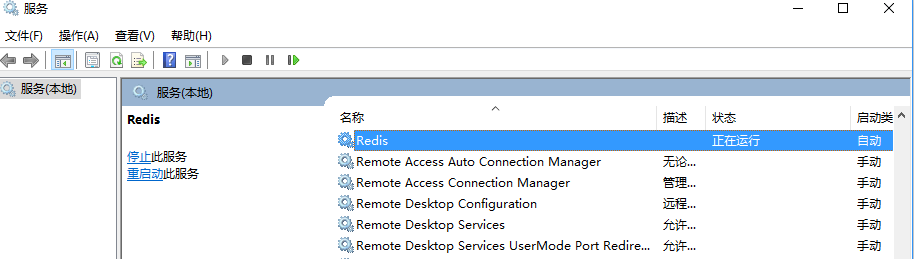 服务
文件(F) 操作(A) 查看(V) 帮助(H)
服务(本地)
服务(本地)
Redis
停止此服务
重启动此服务
名称 描述 状态 启动类
Redis 正在运行 自动
Remote Access Auto Connection Manager 无论... 手动
Remote Access Connection Manager 管理... 手动
Remote Desktop Configuration 远程... 手动
Remote Desktop Services 允许... 手动
Remote Desktop Services UserMode Port Redire... 允许... 手动